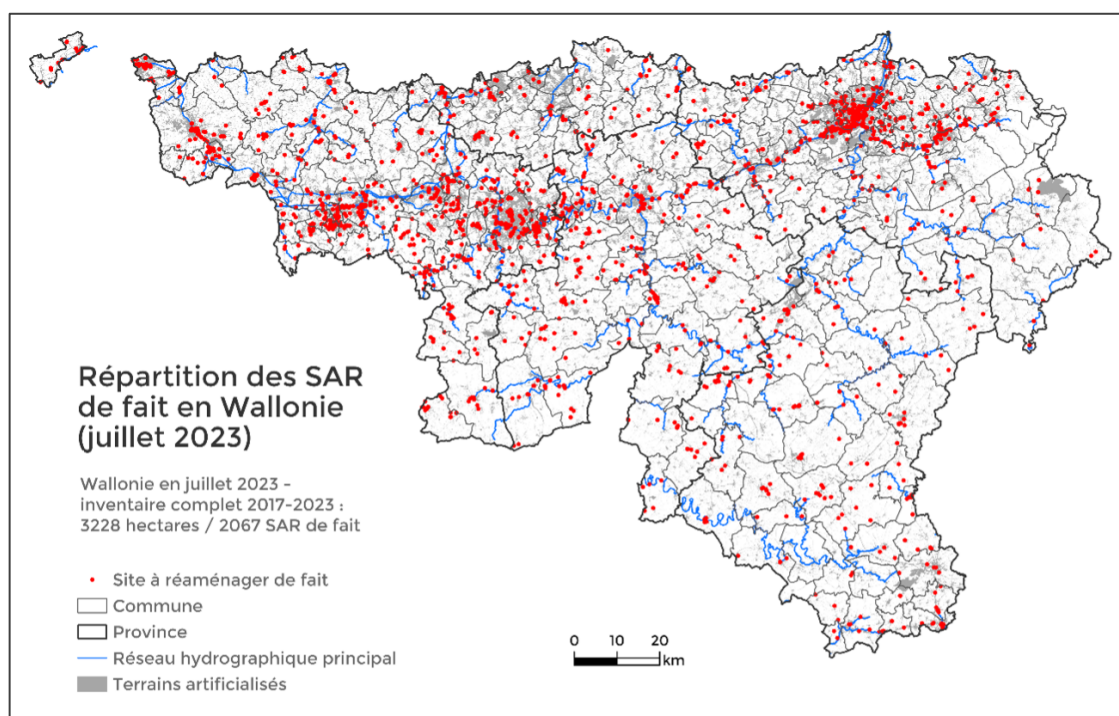 Répartition des SAR
de fait en Wallonie
(juillet 2023)
Wallonie en juillet 2023 -
inventaire complet 2017-2023 :
3228 hectares / 2067 SAR de fait
Site à réaménager de fait
Commune
Province
Réseau hydrographique principal
Terrains artificialisés
0 10 20
km